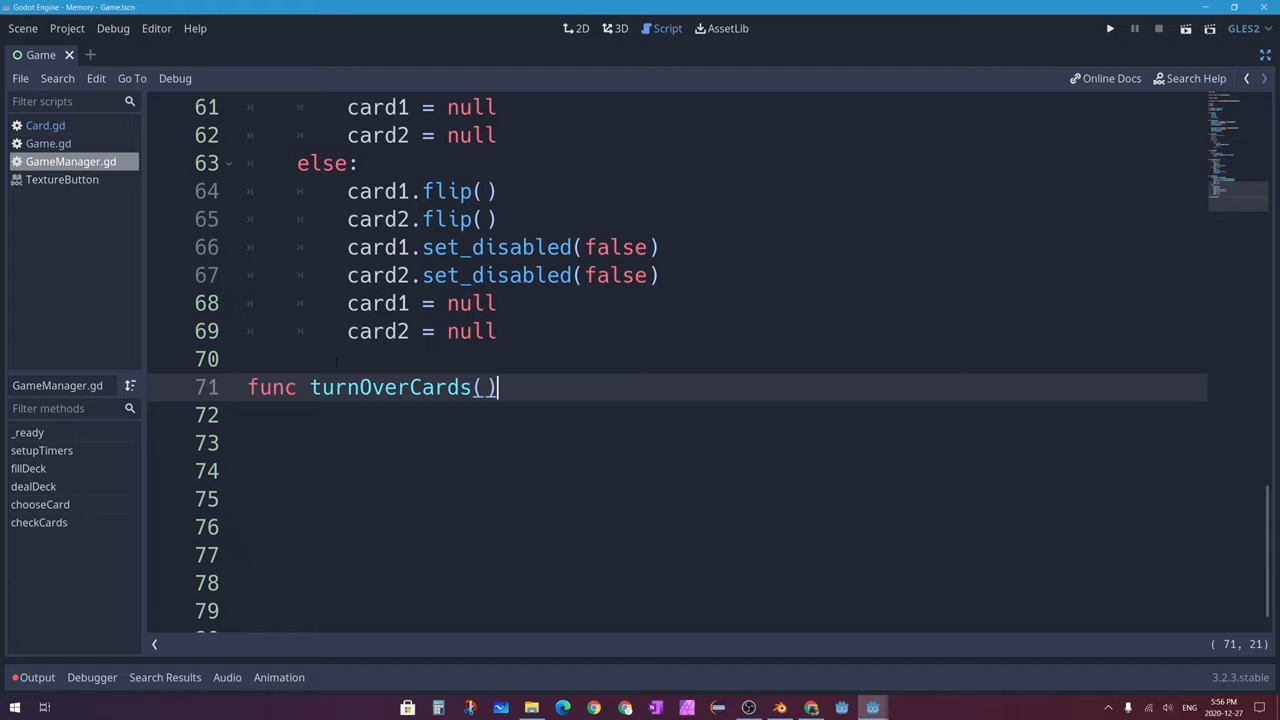 Godot Engine - Memory - Game.tscn
Scene Project Debug Editor Help
2D 3D Script AssetLib
GLES2
Game
File Search Edit Go To Debug
Online Docs Search Help
Filter scripts
Card.gd
Game.gd
GameManager.gd
TextureButton
GameManager.gd
Filter methods
_ready
setupTimers
fillDeck
dealDeck
chooseCard
checkCards
61 card1 = null
62 card2 = null
63 else:
64 card1.flip()
65 card2.flip()
66 card1.set_disabled(false)
67 card2.set_disabled(false)
68 card1 = null
69 card2 = null
70
71 func turnOverCards()
72
73
74
75
76
77
78
79
( 71, 21)
Output Debugger Search Results Audio Animation
3.2.3.stable
5:56 PM
2020-12-27